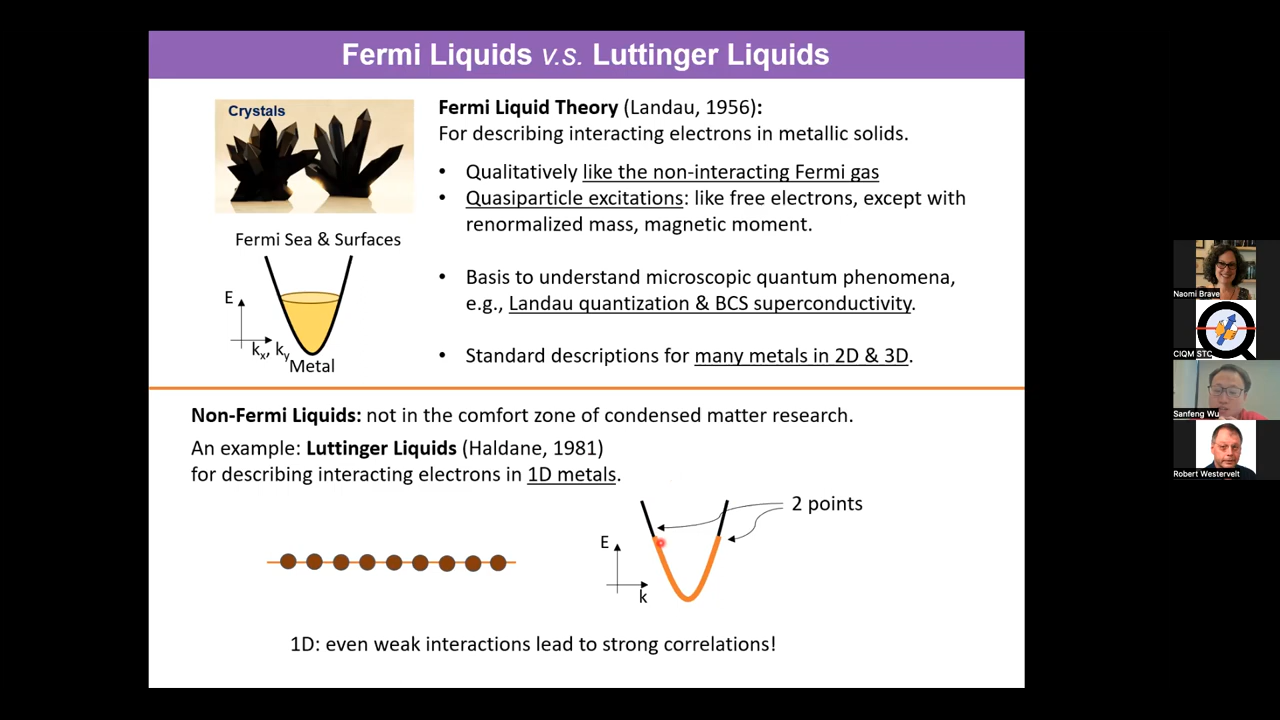 Fermi Liquids v.s. Luttinger Liquids
Crystals
Fermi Liquid Theory (Landau, 1956):
For describing interacting electrons in metallic solids.
• Qualitatively like the non-interacting Fermi gas
• Quasiparticle excitations: like free electrons, except with
renormalized mass, magnetic moment.
Fermi Sea & Surfaces
E
kx, ky
Metal
• Basis to understand microscopic quantum phenomena,
e.g., Landau quantization & BCS superconductivity.
• Standard descriptions for many metals in 2D & 3D.
Non-Fermi Liquids: not in the comfort zone of condensed matter research.
An example: Luttinger Liquids (Haldane, 1981)
for describing interacting electrons in 1D metals.
2 points
E
k
1D: even weak interactions lead to strong correlations!
Naomi Brave
CIQM STC
Sanfeng Wu
Robert Westervelt